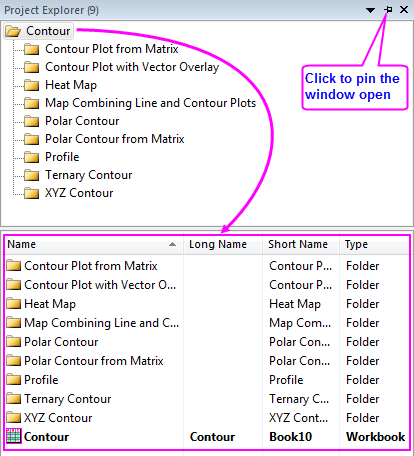 Project Explorer (9)
Contour
Contour Plot from Matrix
Contour Plot with Vector Overlay
Heat Map
Map Combining Line and Contour Plots
Polar Contour
Polar Contour from Matrix
Profile
Ternary Contour
XYZ Contour
Click to pin the
window open
Name Long Name Short Name Type
Contour Plot from Matrix Contour P... Folder
Contour Plot with Vector O... Contour P... Folder
Heat Map Heat Map Folder
Map Combining Line and C... Map Com... Folder
Polar Contour Polar Cont... Folder
Polar Contour from Matrix Polar Cont... Folder
Profile Profile Folder
Ternary Contour Ternary C... Folder
XYZ Contour XYZ Cont... Folder
Contour Contour Book10 Workbook